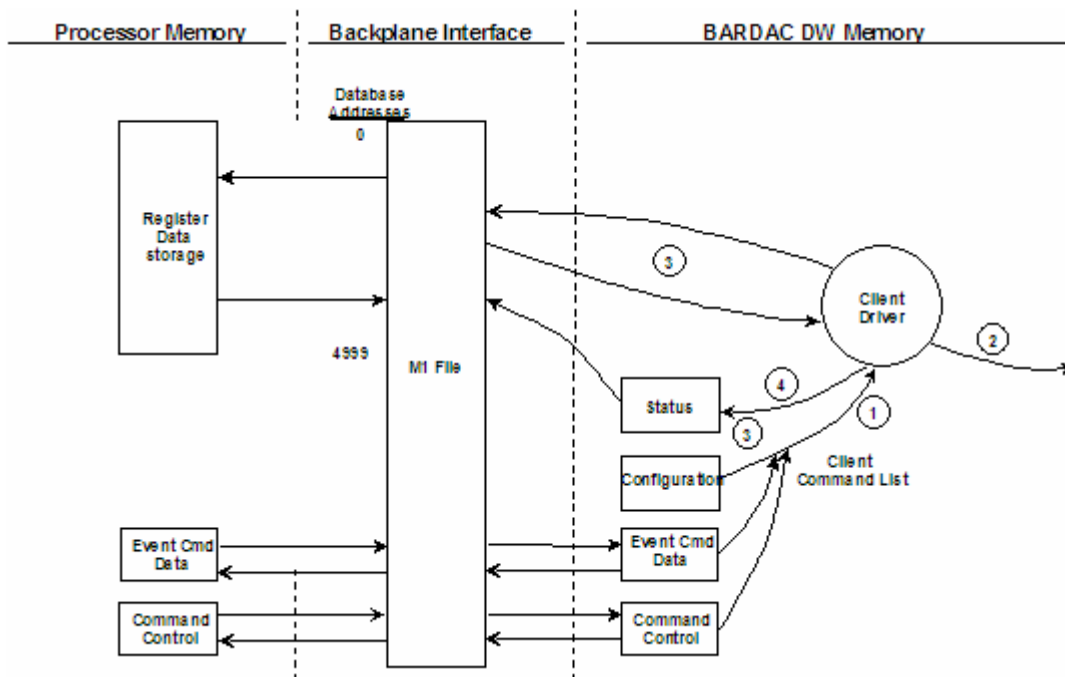 Processor Memory
Backplane Interface
BARDAC DW Memory
Database
Addresses
0
Register
Data
storage
4999
M1 File
3
Client
Driver
2
Status
4
3
1
Configuration
Client
Command List
Event Cmd
Data
Event Cmd
Data
Command
Control
Command
Control